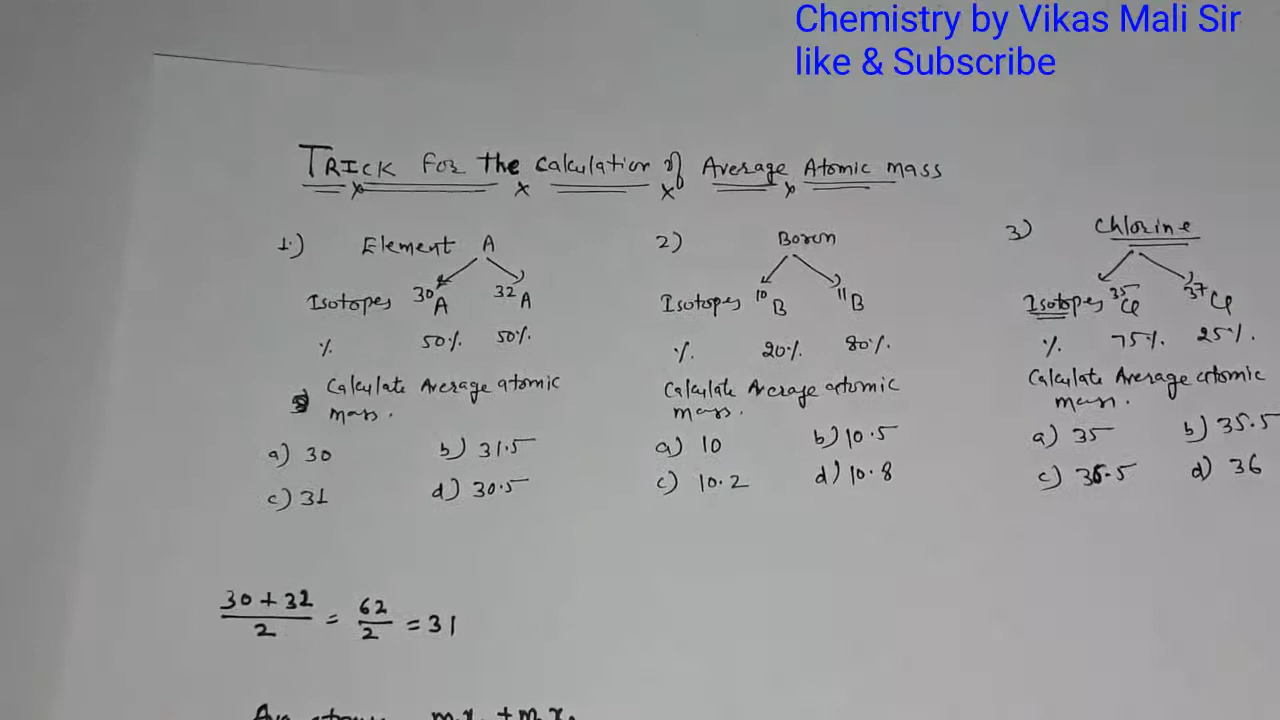 Chemistry by Vikas Mali Sir
like & Subscribe
TRICK For the Calculation of Average Atomic mass
1.) Element A
Isotopes 30A 32A
% 50% 50%
Calculate Average atomic
mass.
a) 30 b) 31.5
c) 31 d) 30.5
2) Boron
Isotopes 10B 11B
% 20% 80%
Calculate Average atomic
mass.
a) 10 b) 10.5
c) 10.2 d) 10.8
3) Chlorine
Isotopes 35Cl 37Cl
% 75% 25%.
Calculate Average atomic
mass.
a) 35 b) 35.5
c) 36.5 d) 36
30+32/2 = 62/2 = 31